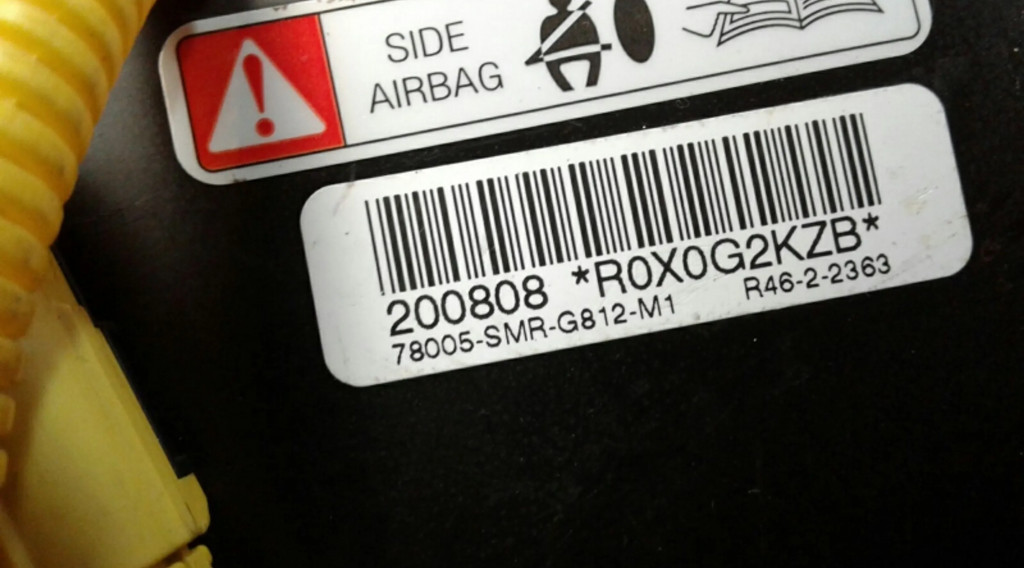 SIDE
AIRBAG
200808 *R0X0G2KZB*
78005-SMR-G812-M1 R46-2-2363